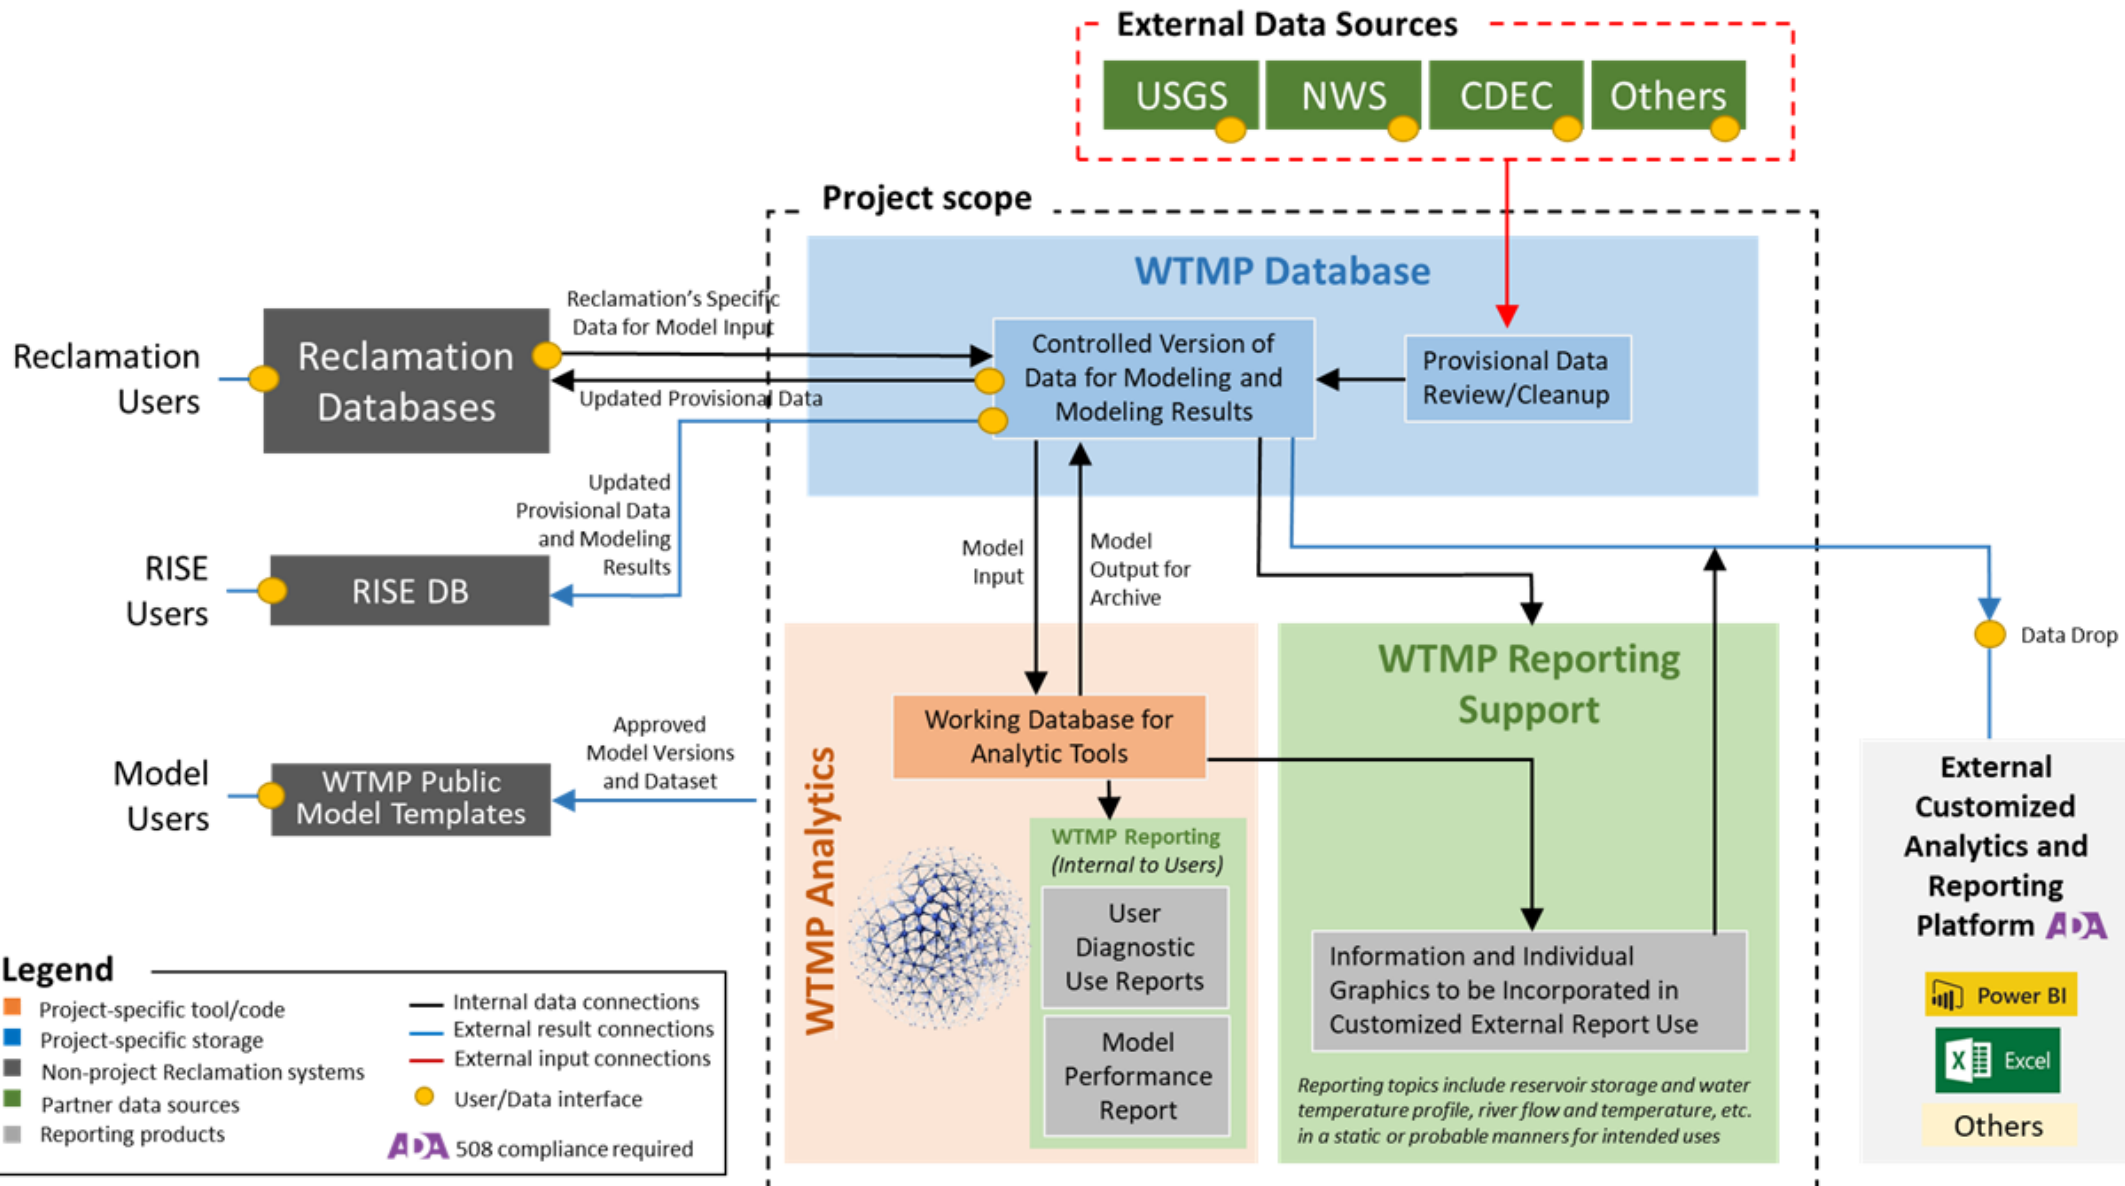 External Data Sources
USGS
NWS
CDEC
Others
Project scope
WTMP Database
Reclamation's Specific
Data for Model Input
Updated Provisional Data
Reclamation
Users
Reclamation
Databases
Controlled Version of
Data for Modeling and
Modeling Results
Provisional Data
Review/Cleanup
Updated
Provisional Data
and Modeling
Results
RISE
Users
RISE DB
Model
Input
Model
Output for
Archive
Data Drop
Approved
Model Versions
and Dataset
Model
Users
WTMP Public
Model Templates
WTMP Analytics
Working Database for
Analytic Tools
WTMP Reporting
(Internal to Users)
User
Diagnostic
Use Reports
Model
Performance
Report
WTMP Reporting
Support
Information and Individual
Graphics to be Incorporated in
Customized External Report Use
Reporting topics include reservoir storage and water
temperature profile, river flow and temperature, etc.
in a static or probable manners for intended uses
External
Customized
Analytics and
Reporting
Platform ADA
Power BI
X Excel
Others
Legend
Project-specific tool/code
Project-specific storage
Non-project Reclamation systems
Partner data sources
Reporting products
Internal data connections
External result connections
External input connections
User/Data interface
ADA 508 compliance required